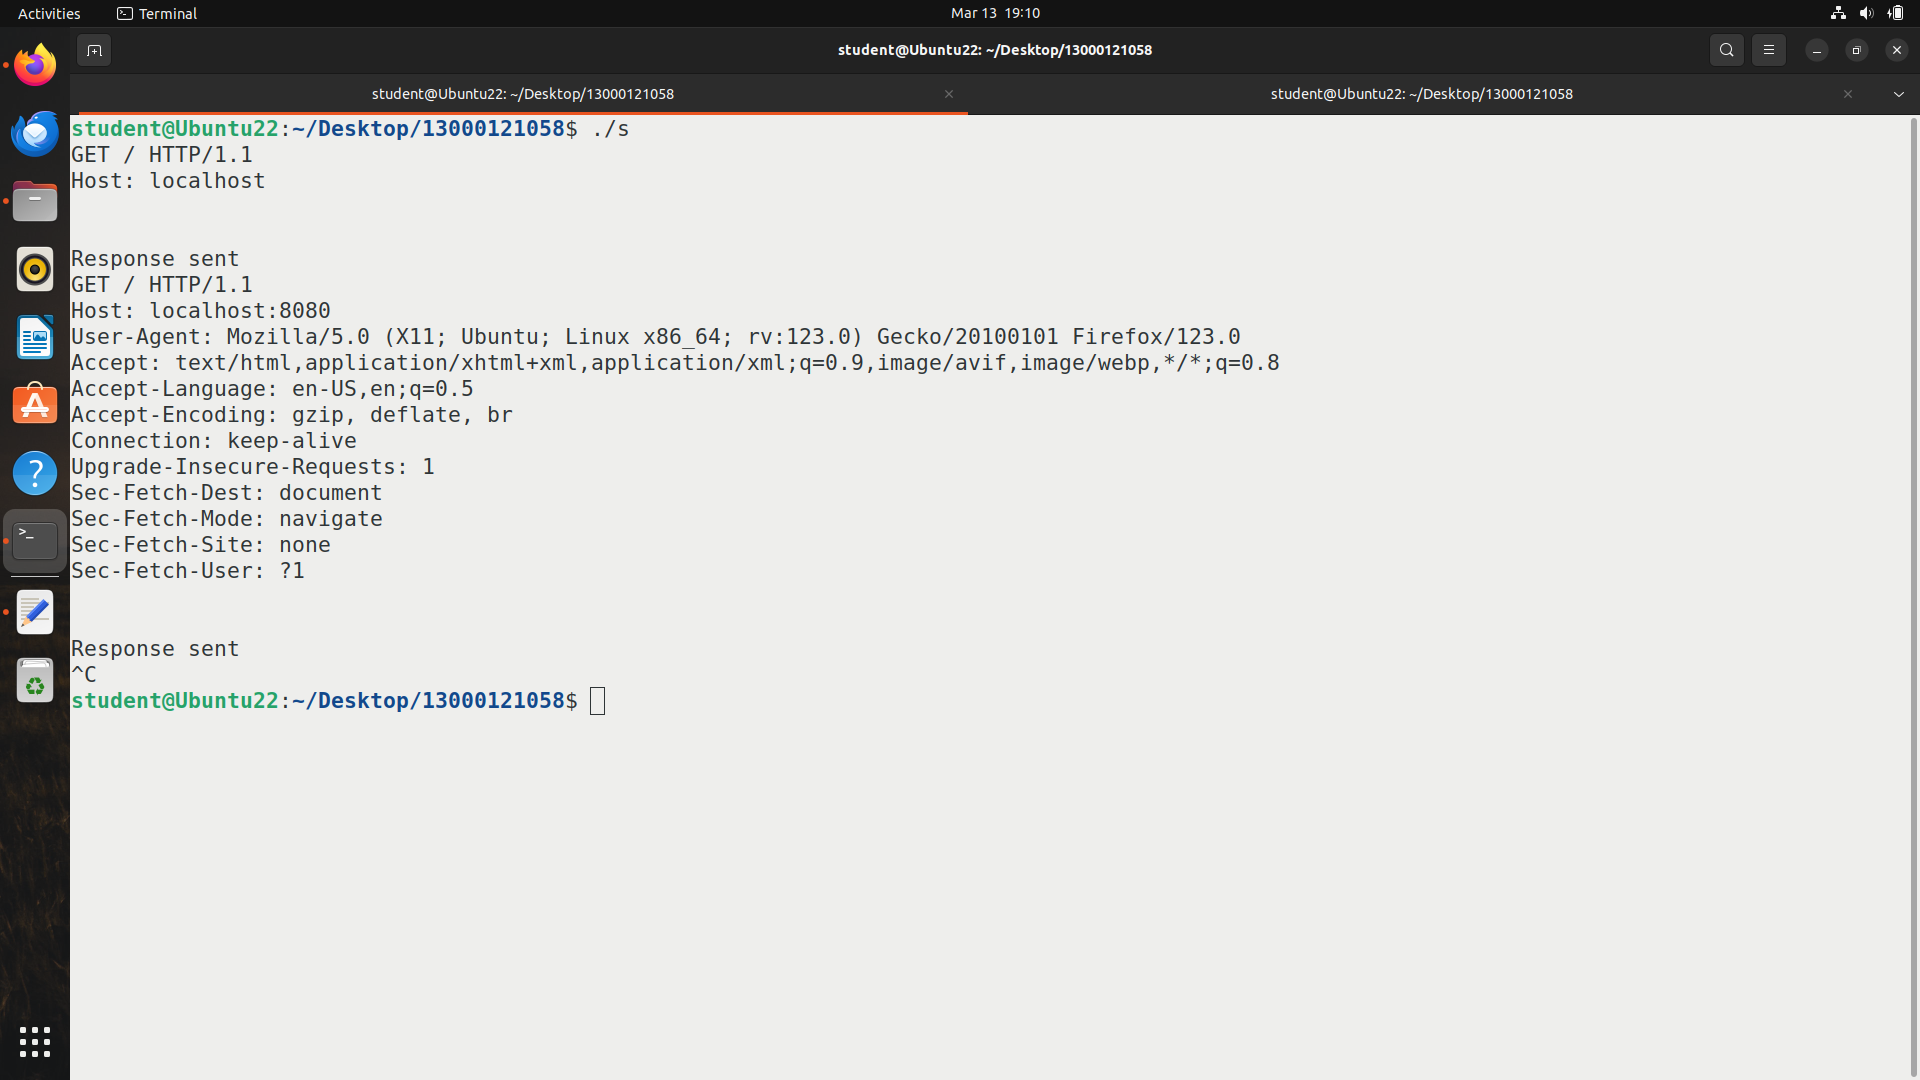 Activities
Terminal
Mar 13 19:10
student@Ubuntu22: ~/Desktop/13000121058
student@Ubuntu22: ~/Desktop/13000121058
student@Ubuntu22: ~/Desktop/13000121058
student@Ubuntu22:~/Desktop/13000121058$ ./s
GET / HTTP/1.1
Host: localhost
Response sent
GET / HTTP/1.1
Host: localhost:8080
User-Agent: Mozilla/5.0 (X11; Ubuntu; Linux x86_64; rv:123.0) Gecko/20100101 Firefox/123.0
Accept: text/html,application/xhtml+xml,application/xml;q=0.9,image/avif,image/webp,*/*;q=0.8
Accept-Language: en-US,en;q=0.5
Accept-Encoding: gzip, deflate, br
Connection: keep-alive
Upgrade-Insecure-Requests: 1
Sec-Fetch-Dest: document
Sec-Fetch-Mode: navigate
Sec-Fetch-Site: none
Sec-Fetch-User: ?1
Response sent
^C
student@Ubuntu22:~/Desktop/13000121058$